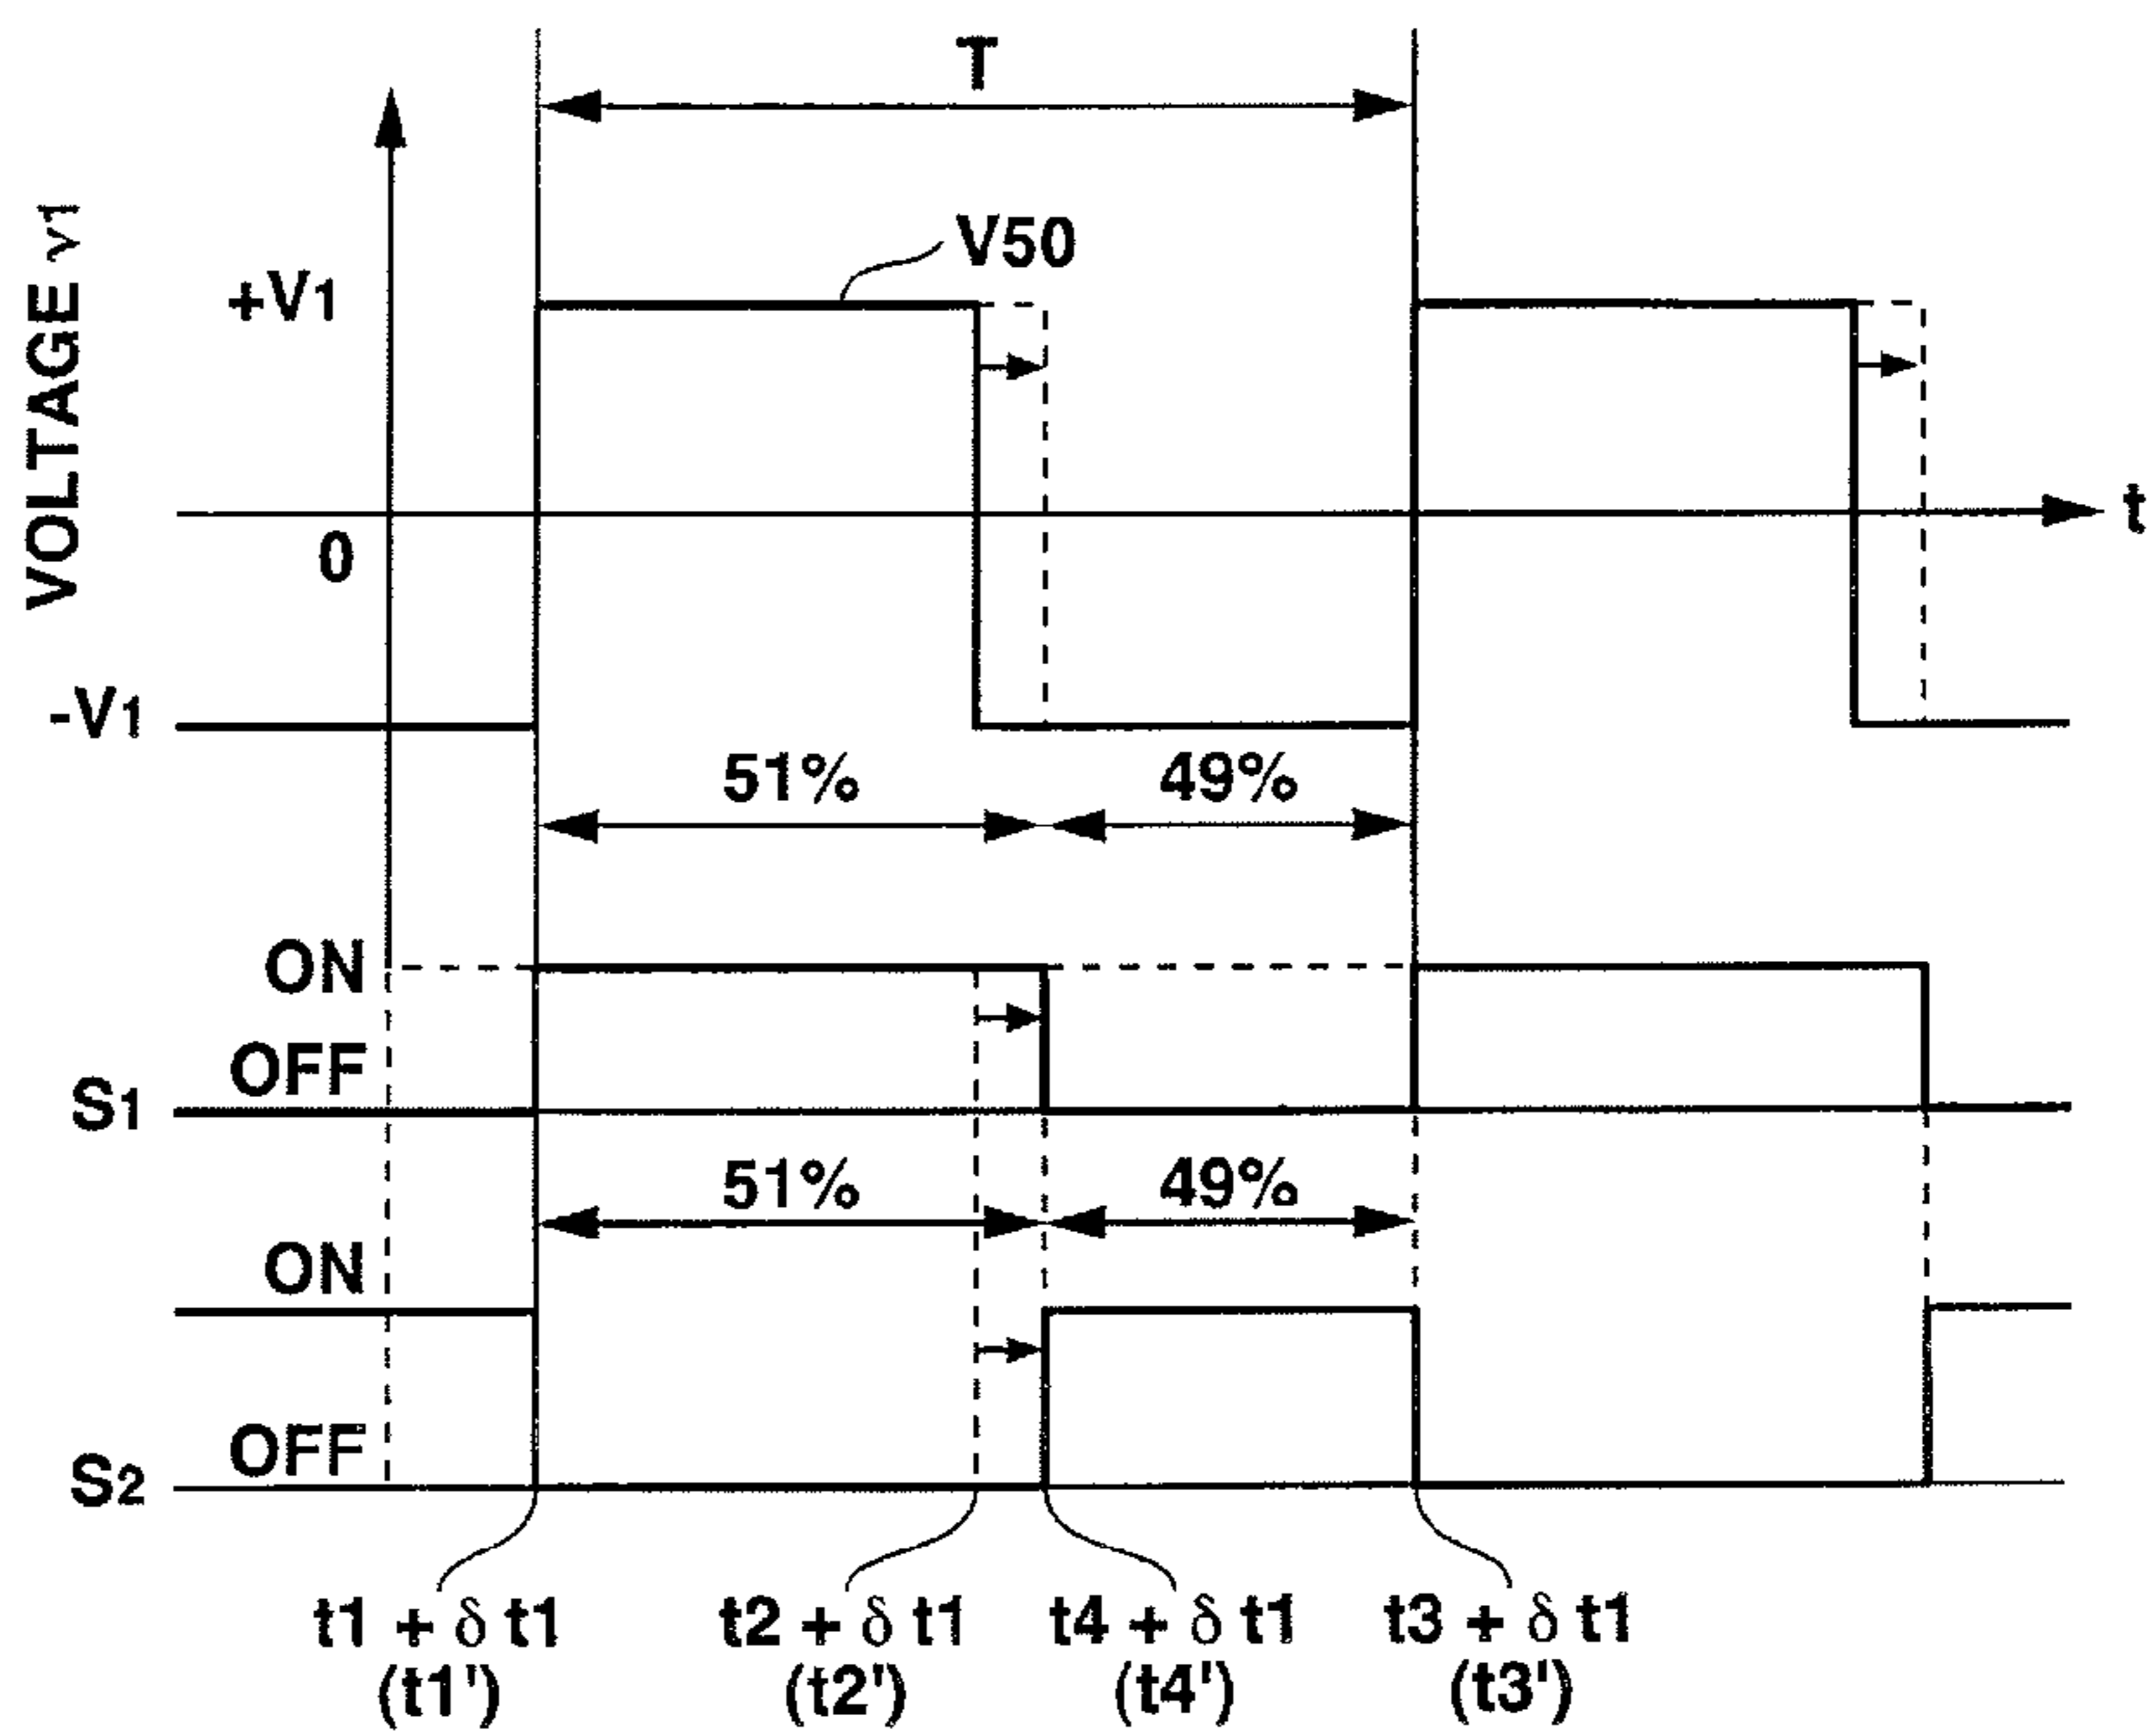 T
VOLTAGE v1
V50
+V1
t
0
-V1
51% 49%
ON
OFF
S1
51% 49%
ON
OFF
S2
t1 + δ t1 t2 + δ t1 t4 + δ t1 t3 + δ t1
(t1') (t2') (t4') (t3')